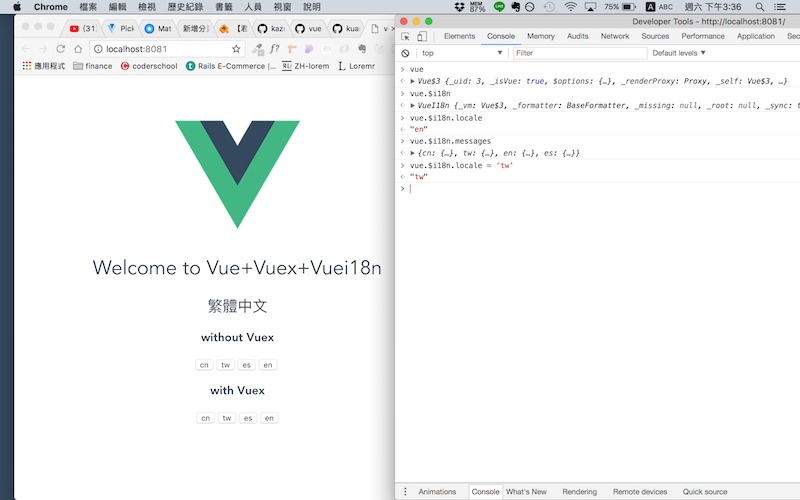 Chrome 檔案 編輯 檢視 歷史紀錄 書籤 人員 視窗 說明 MEM 87% 75% ABC 週六 下午3:36
(31) Pick Mat 新增分 【君 kaz vue kuan v
localhost:8081
應用程式 finance coderschool Rails E-Commerce |... RLi ZH-lorem Loremr
Welcome to Vue+Vuex+Vuei18n
繁體中文
without Vuex
cn tw es en
with Vuex
cn tw es en
Developer Tools - http://localhost:8081/
Elements Console Memory Audits Network Sources Performance Application Secu
top Filter Default levels
vue
Vue$3 {_uid: 3, _isVue: true, $options: {…}, _renderProxy: Proxy, _self: Vue$3, …}
vue.$i18n
VueI18n {_vm: Vue$3, _formatter: BaseFormatter, _missing: null, _root: null, _sync: t
vue.$i18n.locale
"en"
vue.$i18n.messages
{cn: {…}, tw: {…}, en: {…}, es: {…}}
vue.$i18n.locale = 'tw'
"tw"
Animations Console What's New Rendering Remote devices Quick source